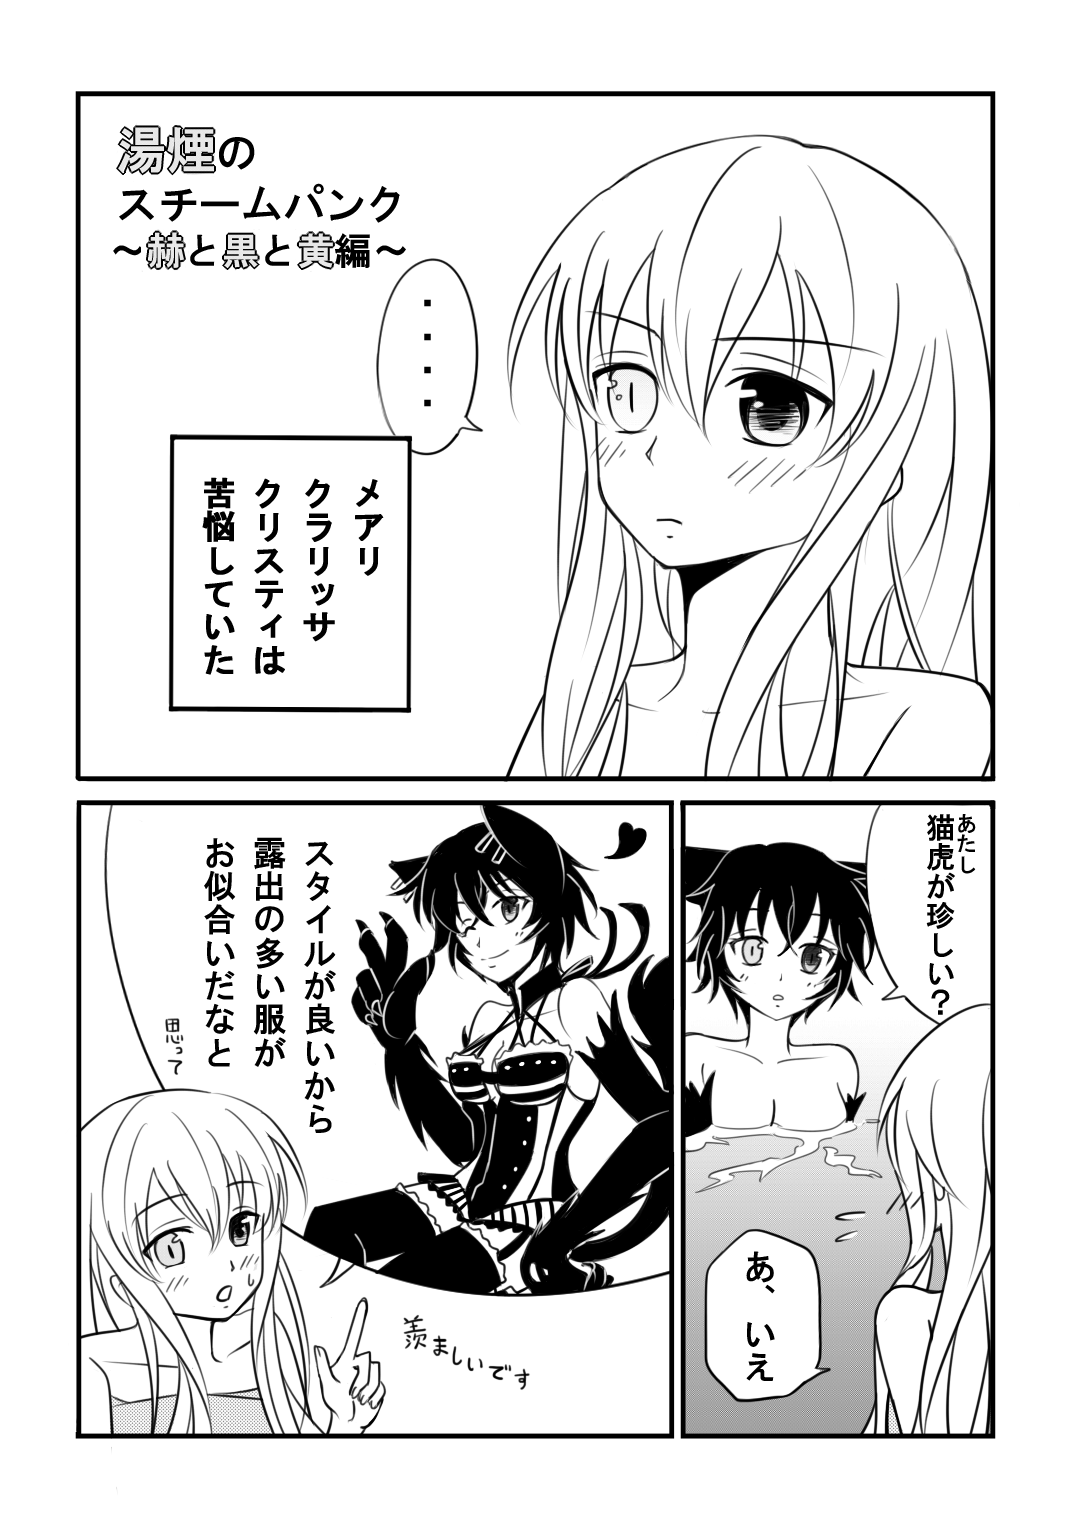 湯煙の
スチームパンク
～赫と黒と黄編～
・・・・
メアリ
クラリッサ
クリスティは
苦悩していた
あたし
猫虎が珍しい？
あ、いえ
スタイルが良いから
露出の多い服が
お似合いだなと
思って
羨ましいです